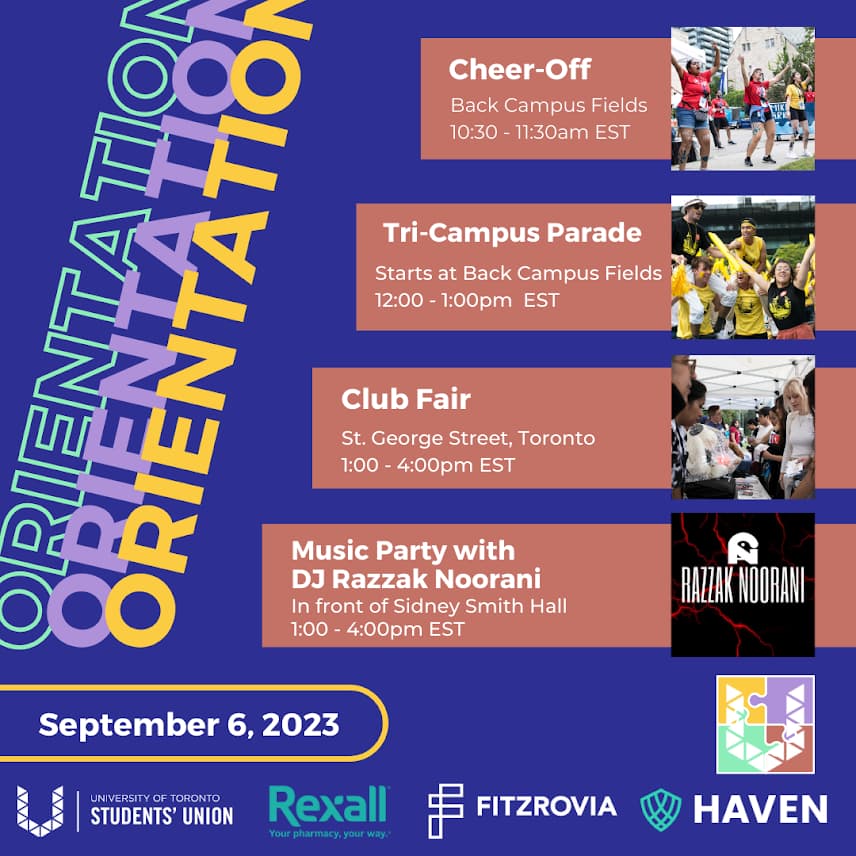 ORIENTATION
ORIENTATION
ORIENTATION
Cheer-Off
Back Campus Fields
10:30 - 11:30am EST
Tri-Campus Parade
Starts at Back Campus Fields
12:00 - 1:00pm EST
Club Fair
St. George Street, Toronto
1:00 - 4:00pm EST
Music Party with
DJ Razzak Noorani
In front of Sidney Smith Hall
1:00 - 4:00pm EST
RAZZAK NOORANI
September 6, 2023
UNIVERSITY OF TORONTO
STUDENTS' UNION
Rexall
Your pharmacy, your way.
FITZROVIA
HAVEN